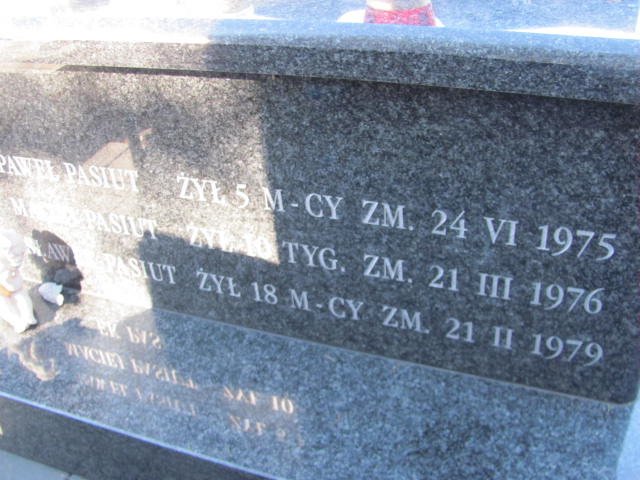 PAWEŁ PASIUT ŻYŁ 5 M-CY ZM. 24 VI 1975
MACIEJ PASIUT ŻYŁ 10 TYG. ZM. 21 III 1976
PASIUT ŻYŁ 18 M-CY ZM. 21 II 1979